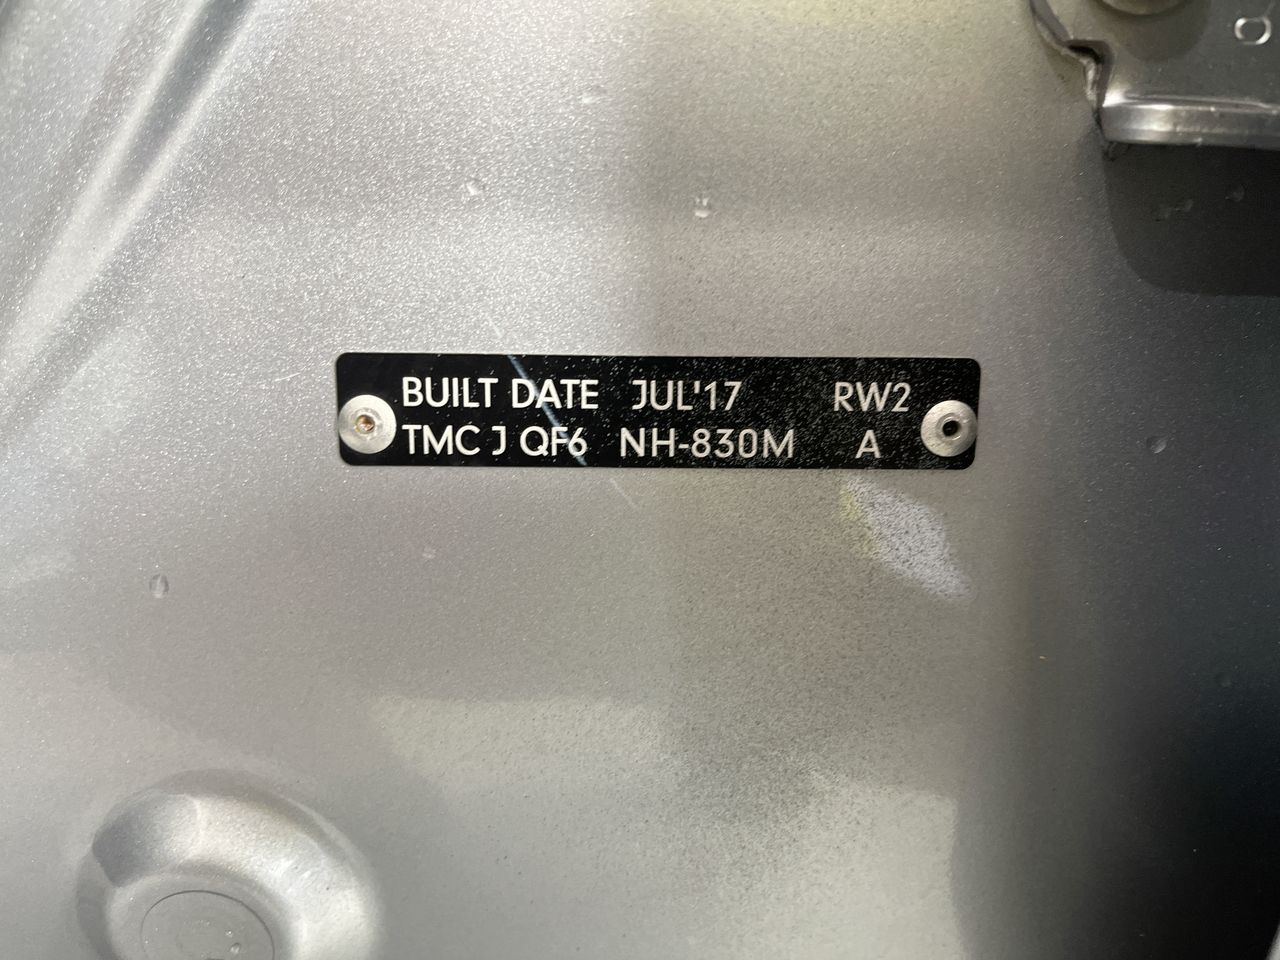 BUILT DATE JUL'17 RW2
TMC J QF6 NH-830M A